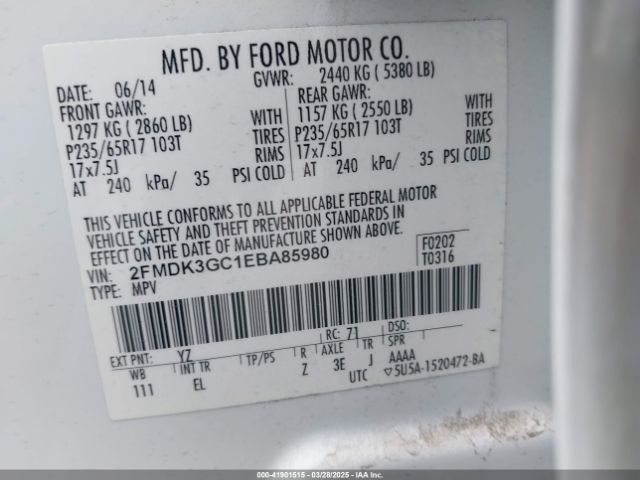 MFD. BY FORD MOTOR CO.
DATE: 06/14 GVWR: 2440 KG ( 5380 LB)
FRONT GAWR: REAR GAWR:
1297 KG ( 2860 LB) WITH 1157 KG ( 2550 LB) WITH
P235/65R17 103T TIRES P235/65R17 103T TIRES
17x7.5J RIMS 17x7.5J RIMS
AT 240 kPa/ 35 PSI COLD AT 240 kPa/ 35 PSI COLD
THIS VEHICLE CONFORMS TO ALL APPLICABLE FEDERAL MOTOR
VEHICLE SAFETY AND THEFT PREVENTION STANDARDS IN
EFFECT ON THE DATE OF MANUFACTURE SHOWN ABOVE.
VIN: 2FMDK3GC1EBA85980 F0202
TYPE: MPV T0316
EXT PNT: YZ RC: 71 DSO:
WB INT TR TP/PS R AXLE TR SPR
111 EL Z 3E J AAAA
UTC ▽5U5A-1520472-BA
000-41901515 | 03/28/2025 - IAAI.COM